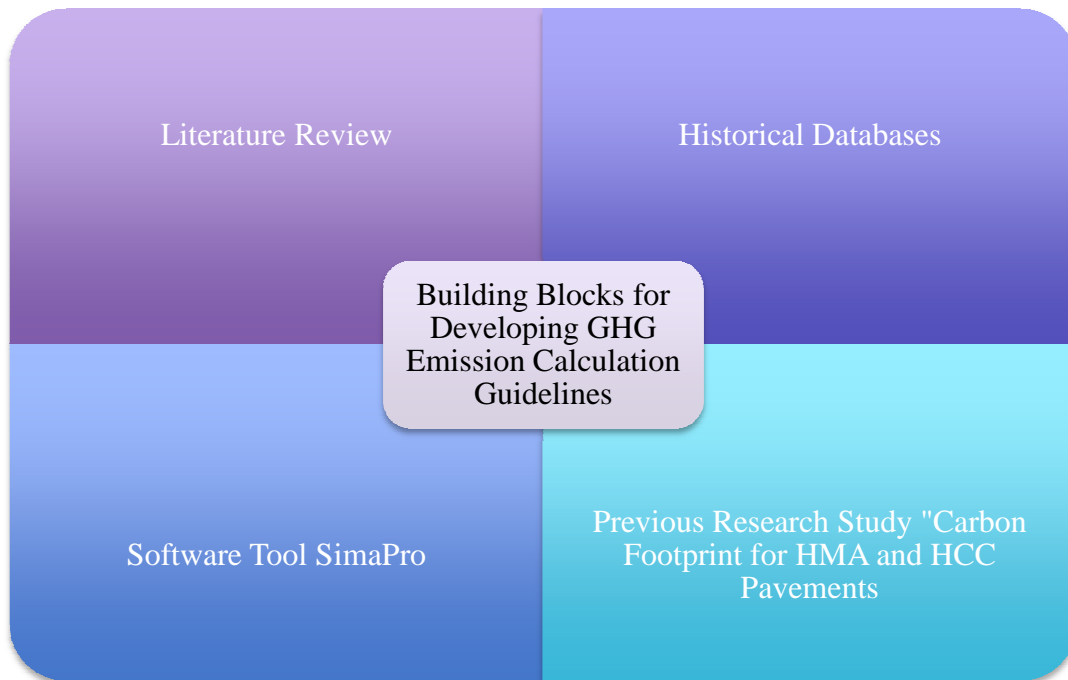 Literature Review
Historical Databases
Building Blocks for
Developing GHG
Emission Calculation
Guidelines
Software Tool SimaPro
Previous Research Study "Carbon
Footprint for HMA and HCC
Pavements